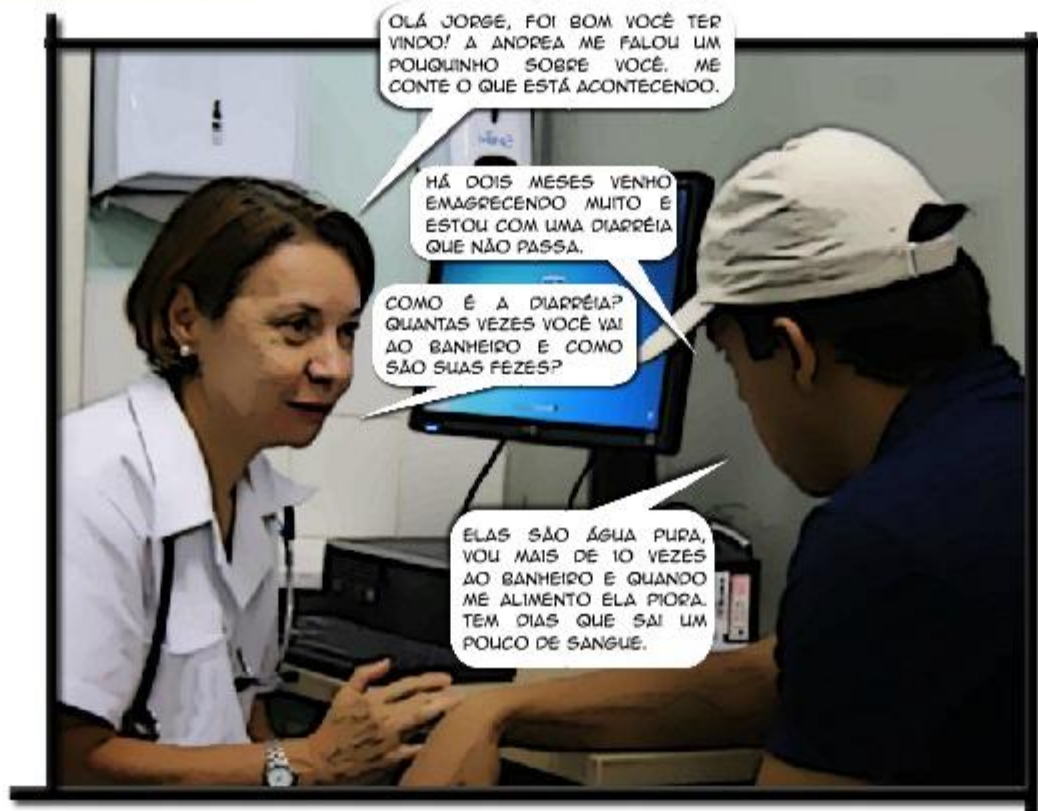 OLÁ JORGE, FOI BOM VOCÊ TER
VINDO! A ANDREA ME FALOU UM
POUQUINHO SOBRE VOCÊ. ME
CONTE O QUE ESTÁ ACONTECENDO.
HÁ DOIS MESES VENHO
EMAGRECENDO MUITO E
ESTOU COM UMA DIARRÉIA
QUE NÃO PASSA.
COMO É A DIARRÉIA?
QUANTAS VEZES VOCÊ VAI
AO BANHEIRO E COMO
SÃO SUAS FEZES?
ELAS SÃO ÁGUA PURA,
VOU MAIS DE 10 VEZES
AO BANHEIRO E QUANDO
ME ALIMENTO ELA PIORA.
TEM DIAS QUE SAI UM
POUCO DE SANGUE.